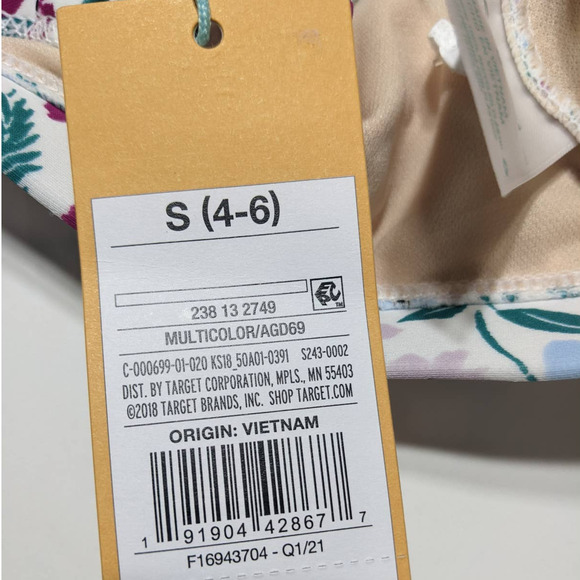 S (4-6)
238 13 2749
MULTICOLOR/AGD69
C-000699-01-020 KS18_50A01-0391 S243-0002
DIST. BY TARGET CORPORATION, MPLS., MN 55403
©2018 TARGET BRANDS, INC. SHOP TARGET.COM
ORIGIN: VIETNAM
1 91904 42867 7
F16943704 - Q1/21